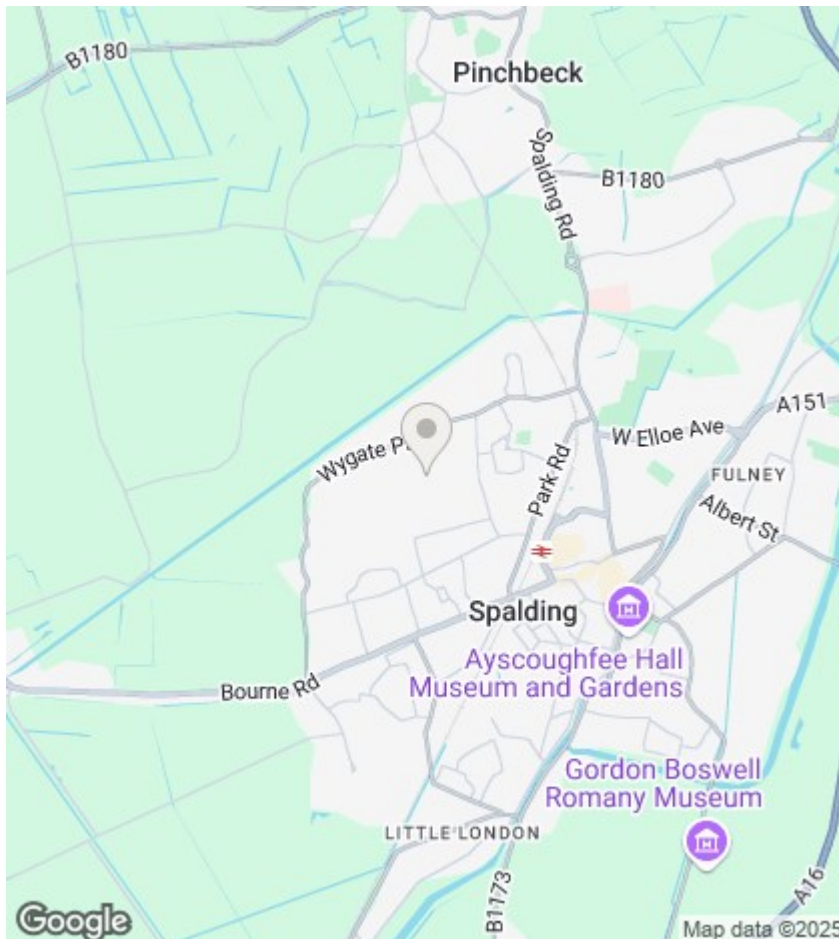 B1180
Pinchbeck
Spalding Rd
B1180
A151
W Elloe Ave
Wygate Pa
Park Rd
FULNEY
Albert St
Spalding
Ayscoughfee Hall
Museum and Gardens
Bourne Rd
Gordon Boswell
Romany Museum
LITTLE LONDON
B1173
A16
Google
Map data ©2025